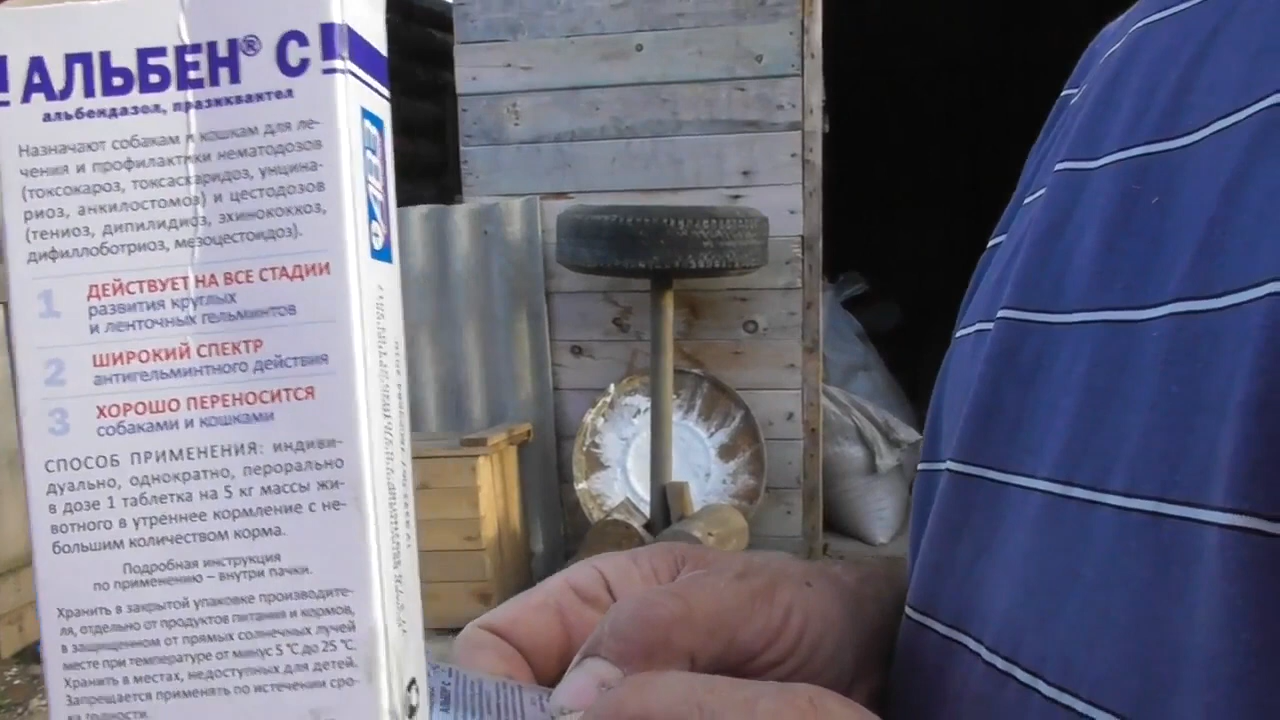 !АЛЬБЕН® С!
альбендазол, празиквантел
Назначают собакам и кошкам для ле-
чения и профилактики нематодозов
(токсокароз, токсаскаридоз, унцина-
риоз, анкилостомоз) и цестодозов
(тениоз, дипилидиоз, эхинококкоз,
дифиллоботриоз, мезоцестоидоз).
1 ДЕЙСТВУЕТ НА ВСЕ СТАДИИ
развития круглых
и ленточных гельминтов
2 ШИРОКИЙ СПЕКТР
антигельминтного действия
3 ХОРОШО ПЕРЕНОСИТСЯ
собаками и кошками
СПОСОБ ПРИМЕНЕНИЯ: индиви-
дуально, однократно, перорально
в дозе 1 таблетка на 5 кг массы жи-
вотного в утреннее кормление с не-
большим количеством корма.
Подробная инструкция
по применению – внутри пачки.
Хранить в закрытой упаковке производите-
ля, отдельно от продуктов питания и кормов,
в защищенном от прямых солнечных лучей
месте при температуре от минус 5 °С до 25 °С.
Хранить в местах, недоступных для детей.
Запрещается применять по истечении сро-
ка годности.
АЛЬБЕН С